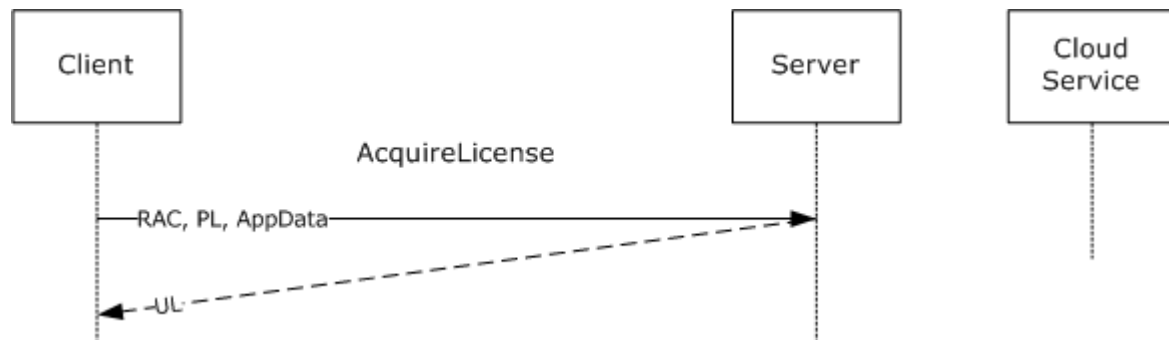 Client
Server
Cloud
Service
AcquireLicense
RAC, PL, AppData
UL